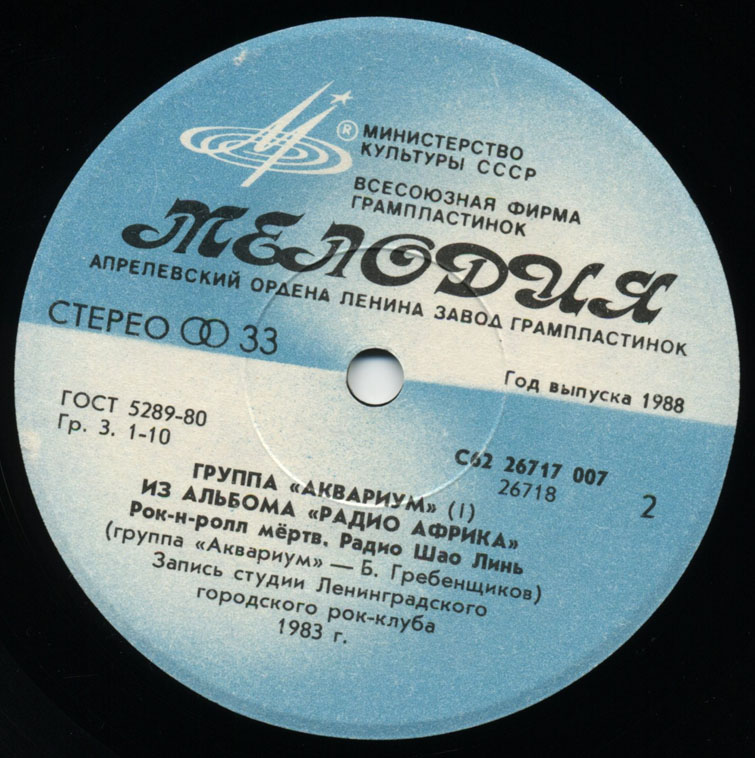 ®
МИНИСТЕРСТВО
КУЛЬТУРЫ СССР
ВСЕСОЮЗНАЯ ФИРМА
ГРАМПЛАСТИНОК
МЕЛОДИЯ
АПРЕЛЕВСКИЙ ОРДЕНА ЛЕНИНА ЗАВОД ГРАМПЛАСТИНОК
СТЕРЕО 33
Год выпуска 1988
ГОСТ 5289-80
Гр. 3. 1-10
С62 26717 007
26718
2
ГРУППА «АКВАРИУМ» (I)
ИЗ АЛЬБОМА «РАДИО АФРИКА»
Рок-н-ролл мёртв. Радио Шао Линь
(группа «Аквариум» — Б. Гребенщиков)
Запись студии Ленинградского
городского рок-клуба
1983 г.